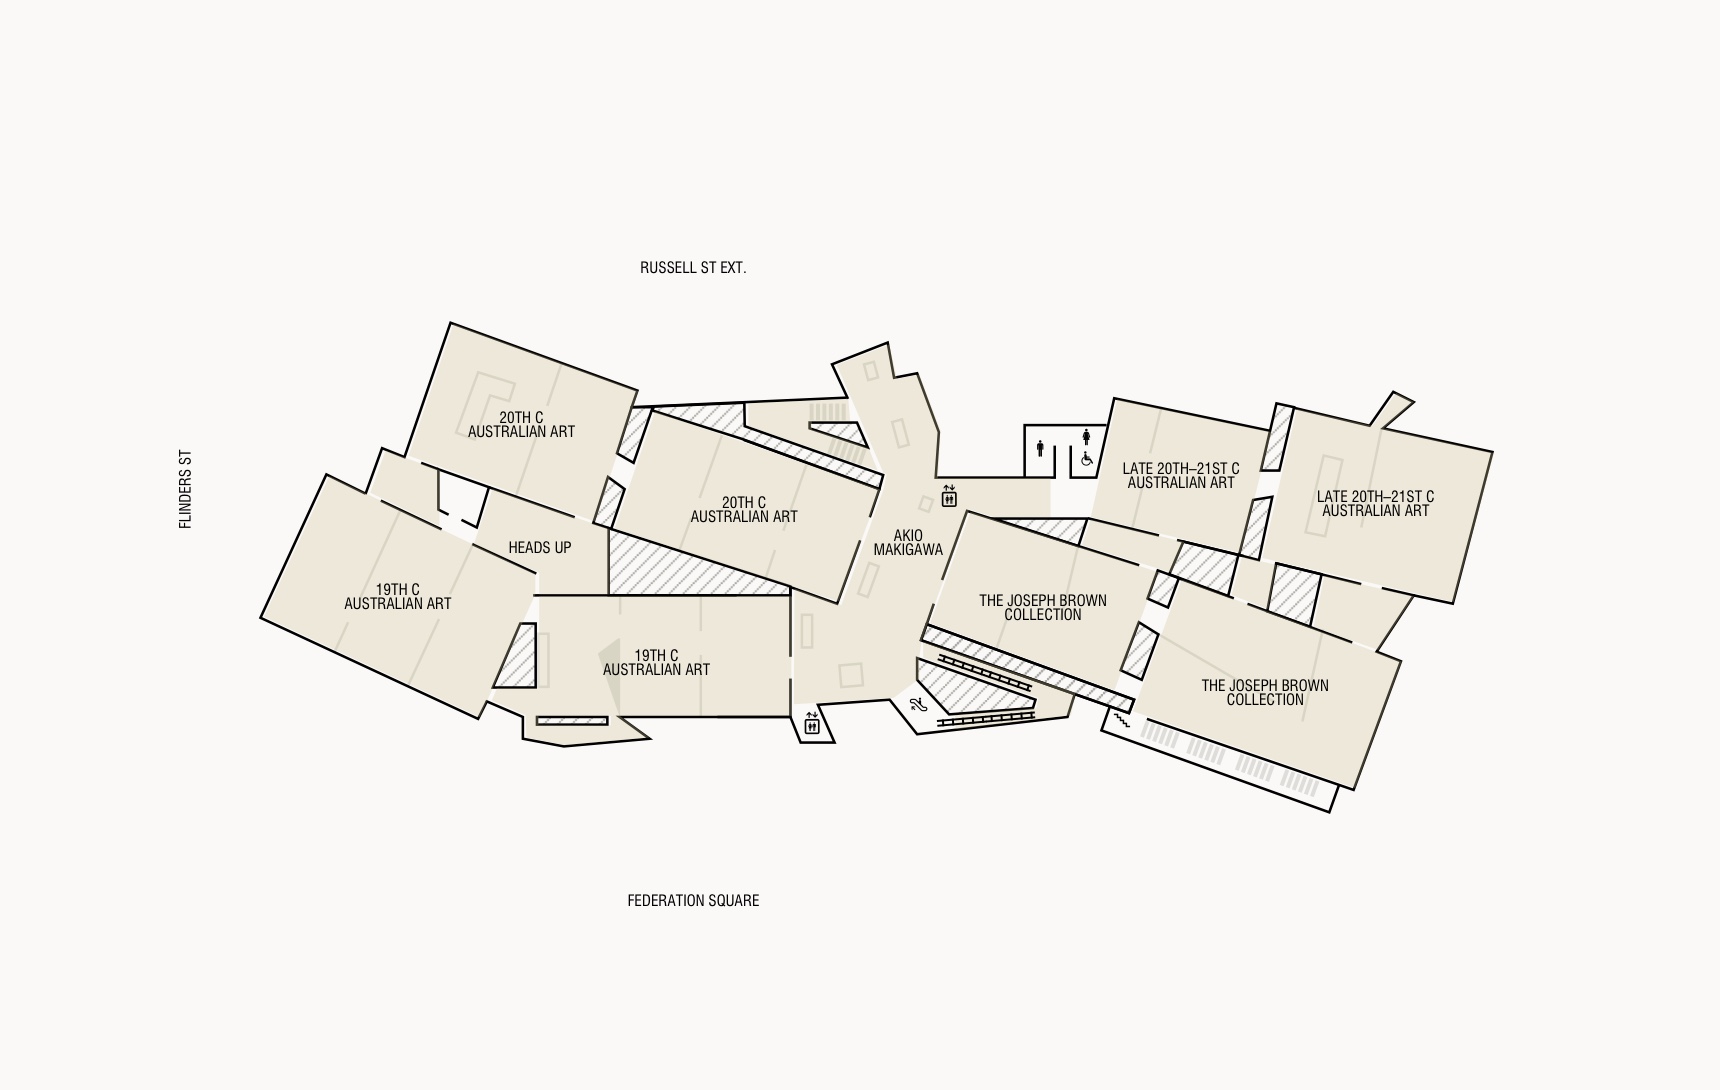 RUSSELL ST EXT.
FLINDERS ST
20TH C
AUSTRALIAN ART
20TH C
AUSTRALIAN ART
HEADS UP
19TH C
AUSTRALIAN ART
19TH C
AUSTRALIAN ART
AKIO
MAKIGAWA
LATE 20TH–21ST C
AUSTRALIAN ART
LATE 20TH–21ST C
AUSTRALIAN ART
THE JOSEPH BROWN
COLLECTION
THE JOSEPH BROWN
COLLECTION
FEDERATION SQUARE